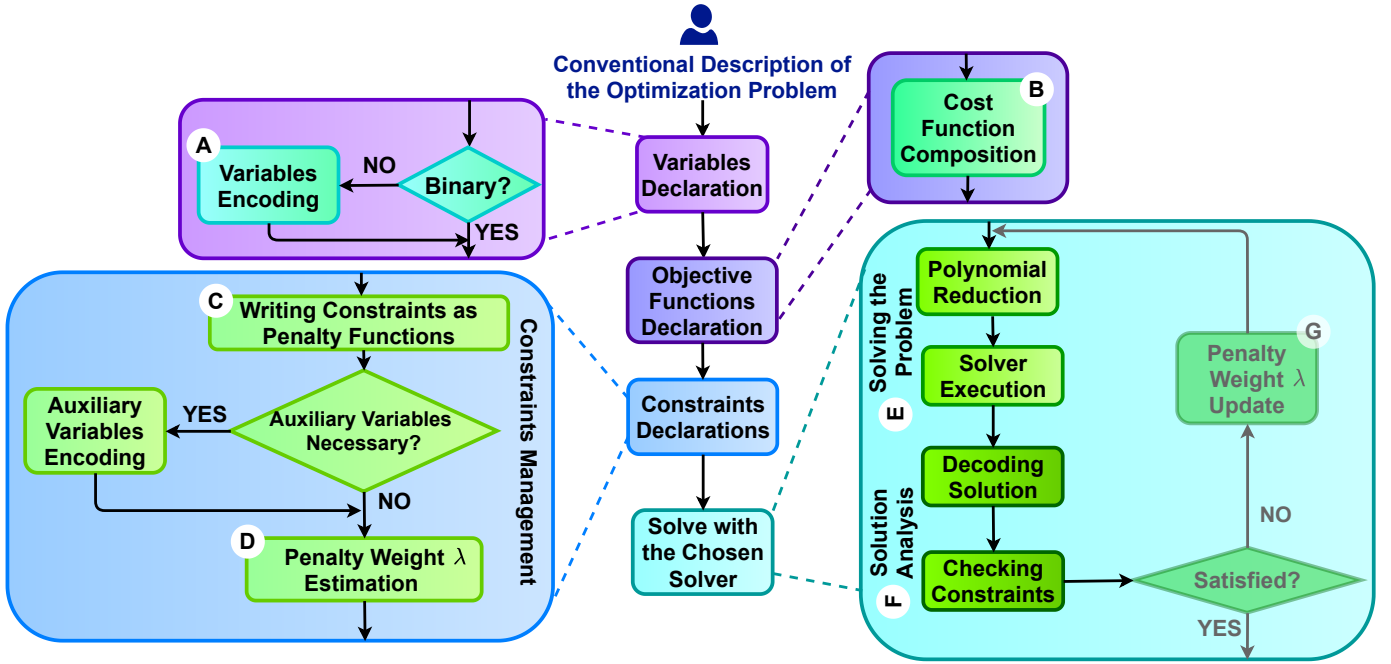 Conventional Description of
the Optimization Problem
Variables
Declaration
Objective
Functions
Declaration
Constraints
Declarations
Solve with
the Chosen
Solver
A
Variables
Encoding
NO
Binary?
YES
B
Cost
Function
Composition
C
Writing Constraints as
Penalty Functions
Auxiliary Variables
Necessary?
YES
Auxiliary
Variables
Encoding
NO
D
Penalty Weight λ
Estimation
Constraints Management
Solving the
Problem
E
Polynomial
Reduction
Solver
Execution
Solution
Analysis
F
Decoding
Solution
Checking
Constraints
Satisfied?
NO
YES
G
Penalty
Weight λ
Update